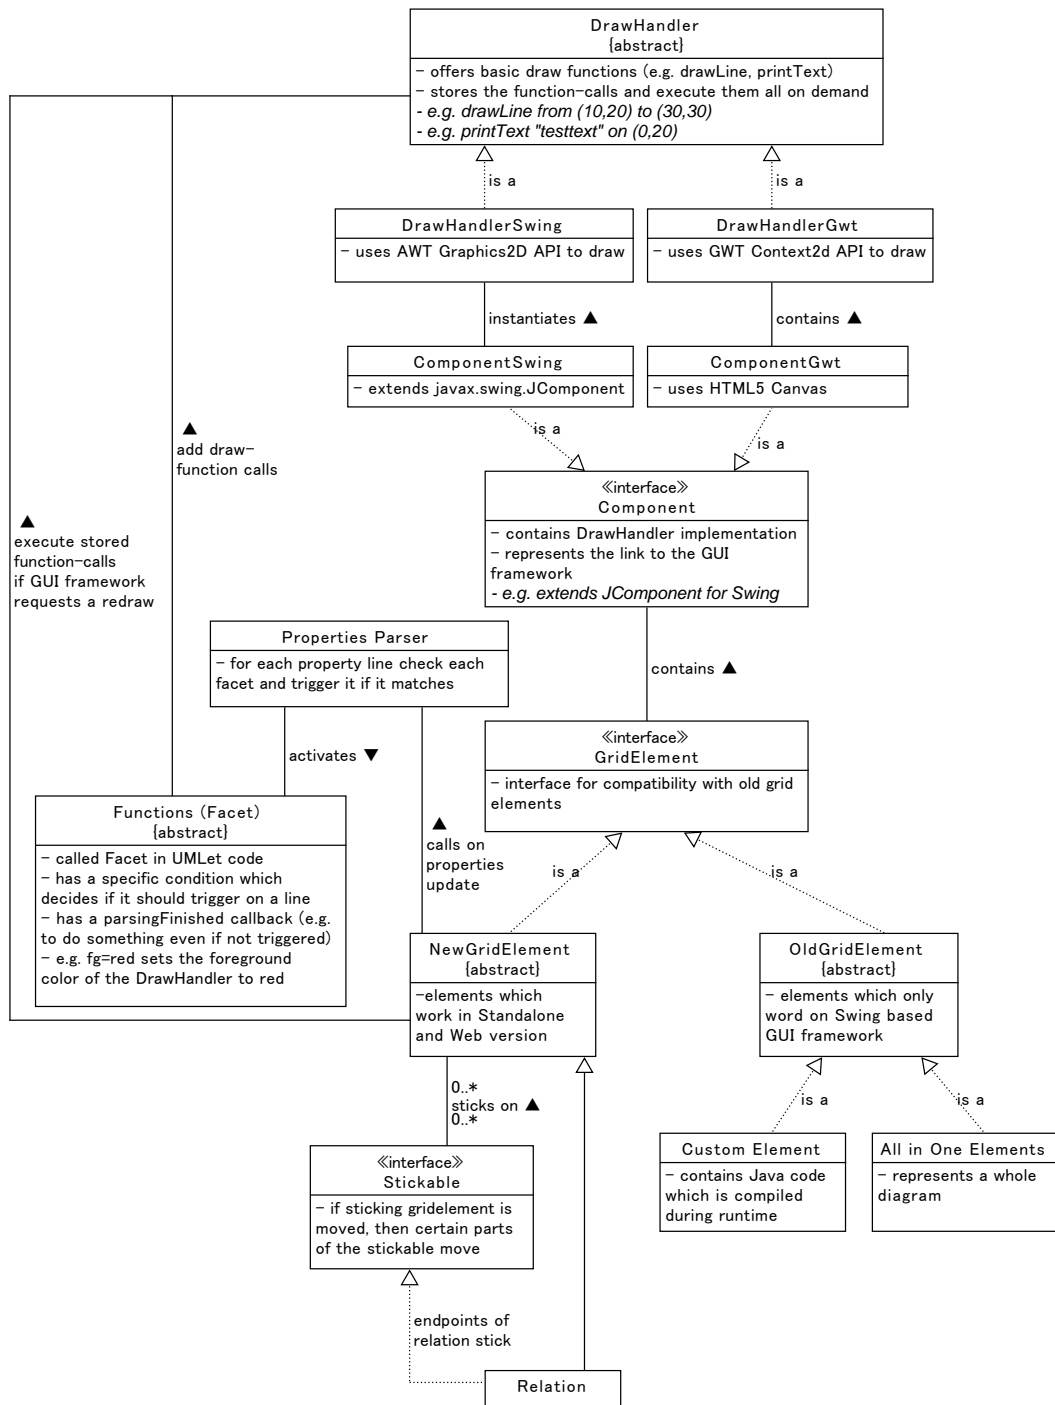 DrawHandler
{abstract}
- offers basic draw functions (e.g. drawLine, printText)
- stores the function-calls and execute them all on demand
- e.g. drawLine from (10,20) to (30,30)
- e.g. printText "testtext" on (0,20)
is a
is a
DrawHandlerSwing
- uses AWT Graphics2D API to draw
DrawHandlerGwt
- uses GWT Context2d API to draw
instantiates ▲
contains ▲
ComponentSwing
- extends javax.swing.JComponent
ComponentGwt
- uses HTML5 Canvas
is a
is a
▲
add draw-
function calls
▲
execute stored
function-calls
if GUI framework
requests a redraw
≪interface≫
Component
- contains DrawHandler implementation
- represents the link to the GUI
framework
- e.g. extends JComponent for Swing
Properties Parser
- for each property line check each
facet and trigger it if it matches
contains ▲
activates ▼
≪interface≫
GridElement
- interface for compatibility with old grid
elements
Functions (Facet)
{abstract}
- called Facet in UMLet code
- has a specific condition which
decides if it should trigger on a line
- has a parsingFinished callback (e.g.
to do something even if not triggered)
- e.g. fg=red sets the foreground
color of the DrawHandler to red
▲
calls on
properties
update
is a
is a
NewGridElement
{abstract}
-elements which
work in Standalone
and Web version
OldGridElement
{abstract}
- elements which only
word on Swing based
GUI framework
0..*
sticks on ▲
0..*
is a
is a
≪interface≫
Stickable
- if sticking gridelement is
moved, then certain parts
of the stickable move
Custom Element
- contains Java code
which is compiled
during runtime
All in One Elements
- represents a whole
diagram
endpoints of
relation stick
Relation